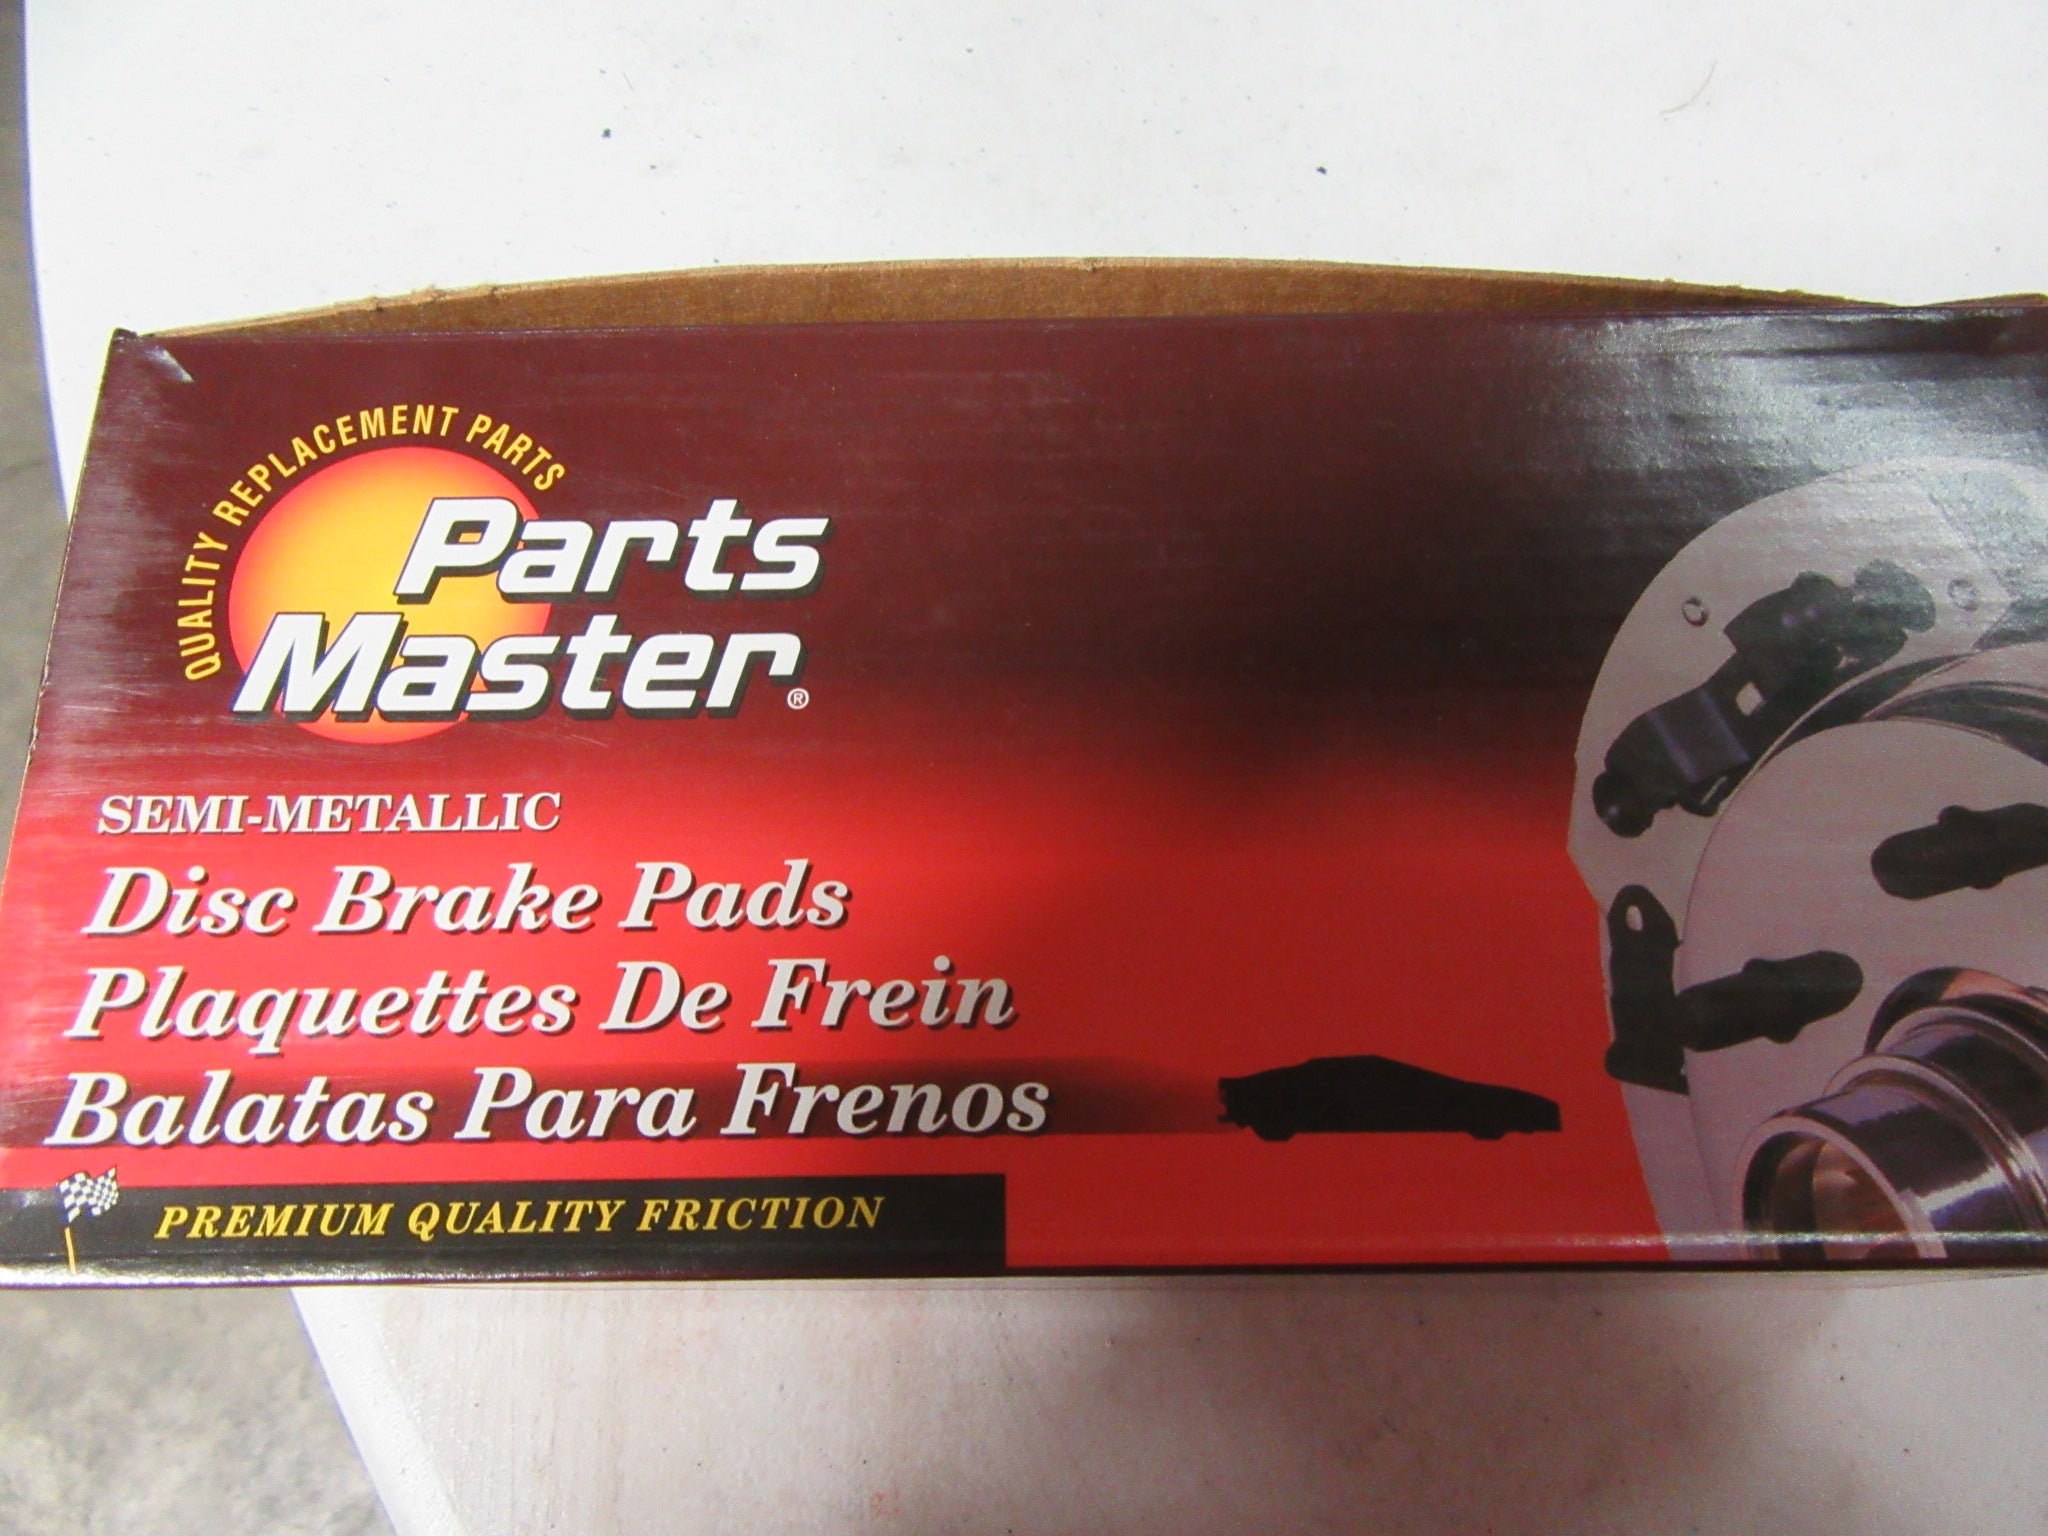 QUALITY REPLACEMENT PARTS
Parts
Master®
SEMI-METALLIC
Disc Brake Pads
Plaquettes De Frein
Balatas Para Frenos
PREMIUM QUALITY FRICTION